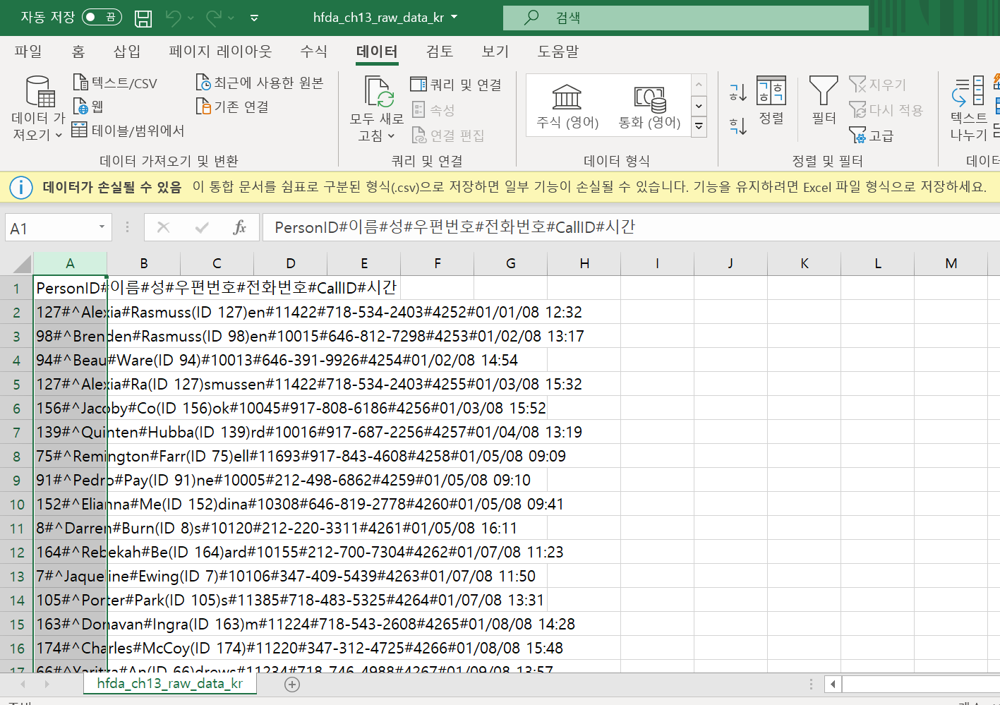 자동 저장 끔 hfda_ch13_raw_data_kr 검색
파일 홈 삽입 페이지 레이아웃 수식 데이터 검토 보기 도움말
데이터 가져오기
텍스트/CSV
웹
테이블/범위에서
최근에 사용한 원본
기존 연결
데이터 가져오기 및 변환
모두 새로 고침
쿼리 및 연결
속성
연결 편집
쿼리 및 연결
주식 (영어) 통화 (영어)
데이터 형식
정렬
필터
지우기
다시 적용
고급
정렬 및 필터
텍스트 나누기
데이터
데이터가 손실될 수 있음 이 통합 문서를 쉼표로 구분된 형식(.csv)으로 저장하면 일부 기능이 손실될 수 있습니다. 기능을 유지하려면 Excel 파일 형식으로 저장하세요.
A1 fx PersonID#이름#성#우편번호#전화번호#CallID#시간
A B C D E F G H I J K L M
1 PersonID#이름#성#우편번호#전화번호#CallID#시간
2 127#^Alexia#Rasmuss(ID 127)en#11422#718-534-2403#4252#01/01/08 12:32
3 98#^Brenden#Rasmuss(ID 98)en#10015#646-812-7298#4253#01/02/08 13:17
4 94#^Beau#Ware(ID 94)#10013#646-391-9926#4254#01/02/08 14:54
5 127#^Alexia#Ra(ID 127)smussen#11422#718-534-2403#4255#01/03/08 15:32
6 156#^Jacoby#Co(ID 156)ok#10045#917-808-6186#4256#01/03/08 15:52
7 139#^Quinten#Hubba(ID 139)rd#10016#917-687-2256#4257#01/04/08 13:19
8 75#^Remington#Farr(ID 75)ell#11693#917-843-4608#4258#01/05/08 09:09
9 91#^Pedro#Pay(ID 91)ne#10005#212-498-6862#4259#01/05/08 09:10
10 152#^Elianna#Me(ID 152)dina#10308#646-819-2778#4260#01/05/08 09:41
11 8#^Darren#Burn(ID 8)s#10120#212-220-3311#4261#01/05/08 16:11
12 164#^Rebekah#Be(ID 164)ard#10155#212-700-7304#4262#01/07/08 11:23
13 7#^Jaqueline#Ewing(ID 7)#10106#347-409-5439#4263#01/07/08 11:50
14 105#^Porter#Park(ID 105)s#11385#718-483-5325#4264#01/07/08 13:31
15 163#^Donavan#Ingra(ID 163)m#11224#718-543-2608#4265#01/08/08 14:28
16 174#^Charles#McCoy(ID 174)#11220#347-312-4725#4266#01/08/08 15:48
17 66#^Yaritza#An(ID 66)drews#11234#718-746-4988#4267#01/09/08 13:57
hfda_ch13_raw_data_kr